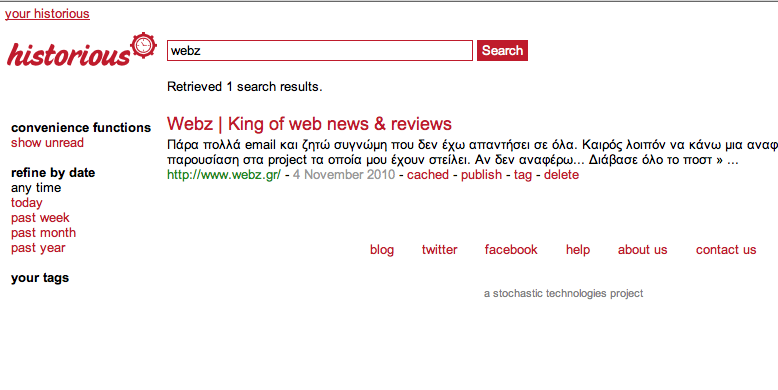 your historious
historious
webz
Search
Retrieved 1 search results.
convenience functions
show unread
refine by date
any time
today
past week
past month
past year
your tags
Webz | King of web news & reviews
Πάρα πολλά email και ζητώ συγνώμη που δεν έχω απαντήσει σε όλα. Καιρός λοιπόν να κάνω μια αναφ
παρουσίαση στα project τα οποία μου έχουν στείλει. Αν δεν αναφέρω... Διάβασε όλο το ποστ » ...
http://www.webz.gr/ - 4 November 2010 - cached - publish - tag - delete
blog twitter facebook help about us contact us
a stochastic technologies project